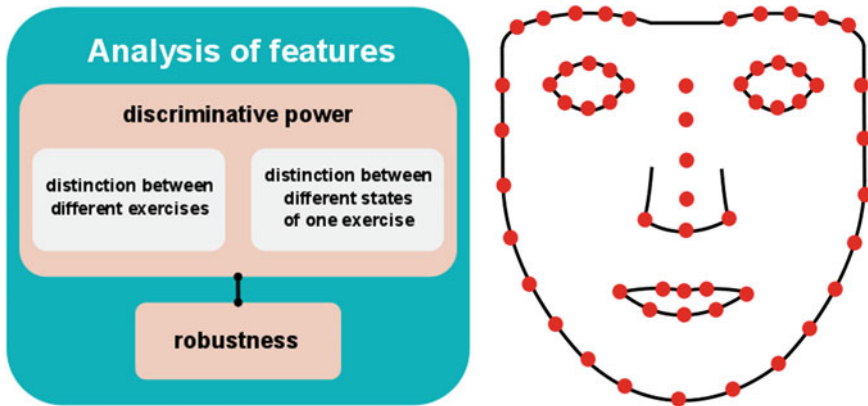 Analysis of features
discriminative power
distinction between
different exercises
distinction between
different states
of one exercise
robustness